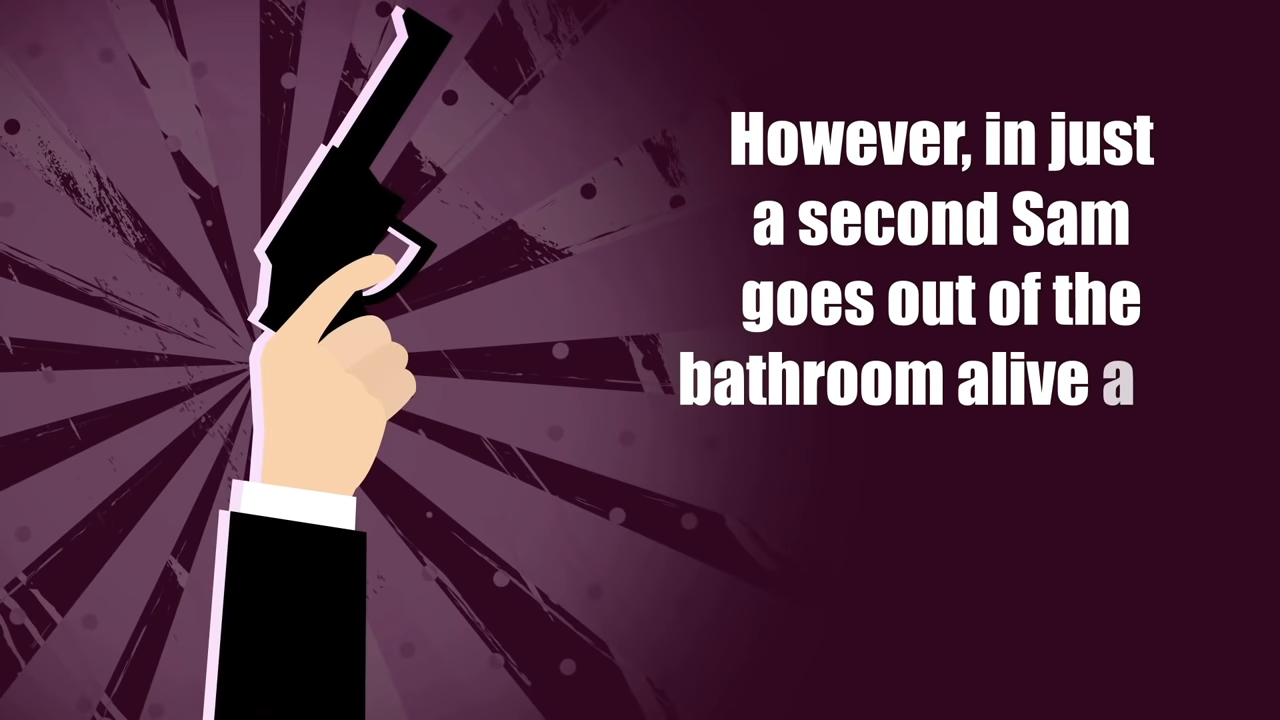 However, in just
a second Sam
goes out of the
bathroom alive a